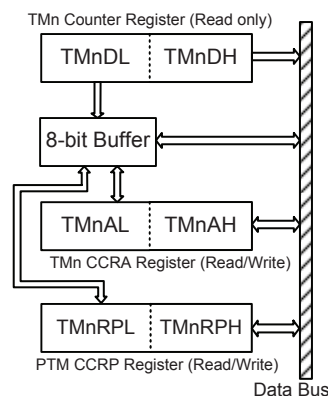 TMn Counter Register (Read only)
TMnDL TMnDH
8-bit Buffer
TMnAL TMnAH
TMn CCRA Register (Read/Write)
TMnRPL TMnRPH
PTM CCRP Register (Read/Write)
Data Bus